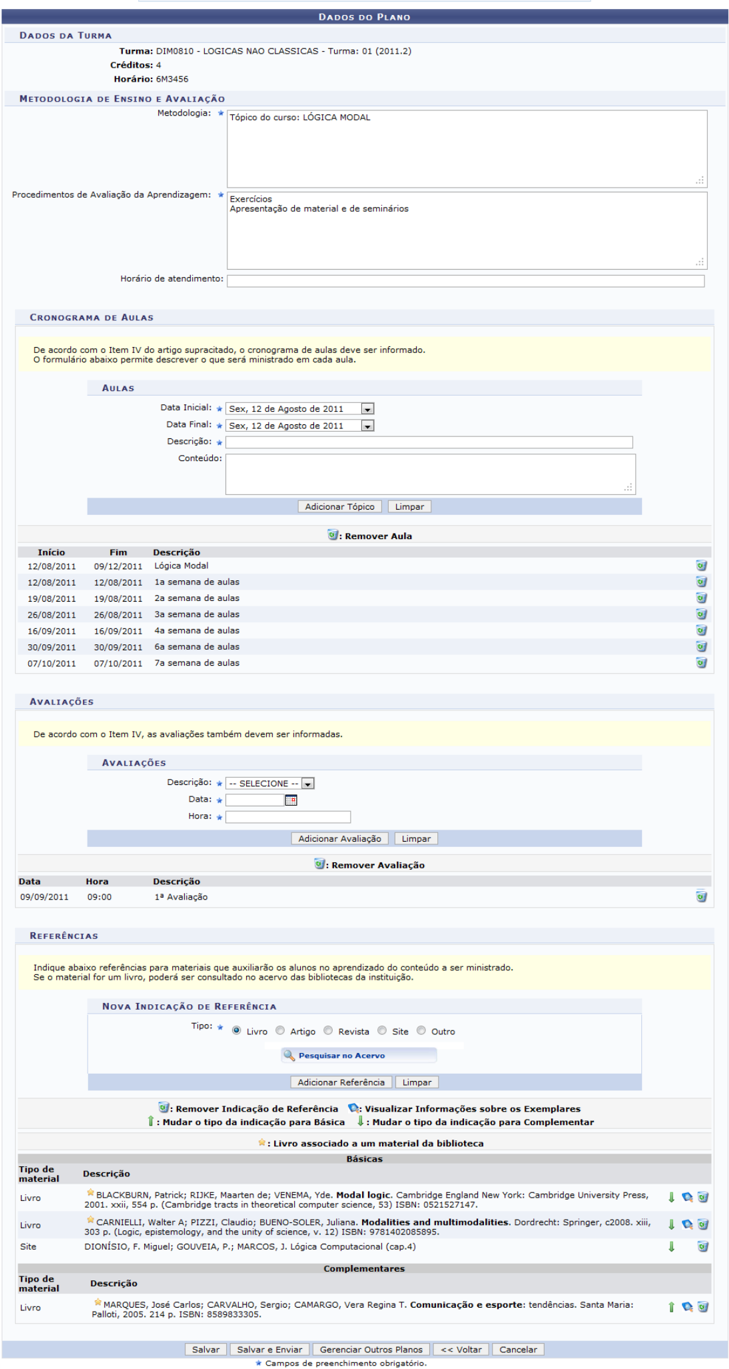 Dados do Plano
Dados da Turma
Turma: DIM0810 - LOGICAS NAO CLASSICAS - Turma: 01 (2011.2)
Créditos: 4
Horário: 6M3456
Metodologia de Ensino e Avaliação
Metodologia:
Tópico do curso: LÓGICA MODAL
Procedimentos de Avaliação da Aprendizagem:
Exercícios
Apresentação de material e de seminários
Horário de atendimento:
Cronograma de Aulas
De acordo com o Item IV do artigo supracitado, o cronograma de aulas deve ser informado.
O formulário abaixo permite descrever o que será ministrado em cada aula.
Aulas
Data Inicial: Sex, 12 de Agosto de 2011
Data Final: Sex, 12 de Agosto de 2011
Descrição:
Conteúdo:
Adicionar Tópico Limpar
: Remover Aula
Início Fim Descrição
12/08/2011 09/12/2011 Lógica Modal
12/08/2011 12/08/2011 1a semana de aulas
19/08/2011 19/08/2011 2a semana de aulas
26/08/2011 26/08/2011 3a semana de aulas
16/09/2011 16/09/2011 4a semana de aulas
30/09/2011 30/09/2011 6a semana de aulas
07/10/2011 07/10/2011 7a semana de aulas
Avaliações
De acordo com o Item IV, as avaliações também devem ser informadas.
Avaliações
Descrição: -- SELECIONE --
Data:
Hora:
Adicionar Avaliação Limpar
: Remover Avaliação
Data Hora Descrição
09/09/2011 09:00 1ª Avaliação
Referências
Indique abaixo referências para materiais que auxiliarão os alunos no aprendizado do conteúdo a ser ministrado.
Se o material for um livro, poderá ser consultado no acervo das bibliotecas da instituição.
Nova Indicação de Referência
Tipo: Livro Artigo Revista Site Outro
Pesquisar no Acervo
Adicionar Referência Limpar
: Remover Indicação de Referência : Visualizar Informações sobre os Exemplares
: Mudar o tipo da indicação para Básica : Mudar o tipo da indicação para Complementar
: Livro associado a um material da biblioteca
Básicas
Tipo de material Descrição
Livro BLACKBURN, Patrick; RIJKE, Maarten de; VENEMA, Yde. Modal logic. Cambridge England New York: Cambridge University Press,
2001. xxii, 554 p. (Cambridge tracts in theoretical computer science, 53) ISBN: 0521527147.
Livro CARNIELLI, Walter A; PIZZI, Claudio; BUENO-SOLER, Juliana. Modalities and multimodalities. Dordrecht: Springer, c2008. xiii,
303 p. (Logic, epistemology, and the unity of science, v. 12) ISBN: 9781402085895.
Site DIONÍSIO, F. Miguel; GOUVEIA, P.; MARCOS, J. Lógica Computacional (cap.4)
Complementares
Tipo de material Descrição
Livro MARQUES, José Carlos; CARVALHO, Sergio; CAMARGO, Vera Regina T. Comunicação e esporte: tendências. Santa Maria:
Palloti, 2005. 214 p. ISBN: 8589833305.
Salvar Salvar e Enviar Gerenciar Outros Planos << Voltar Cancelar
Campos de preenchimento obrigatório.